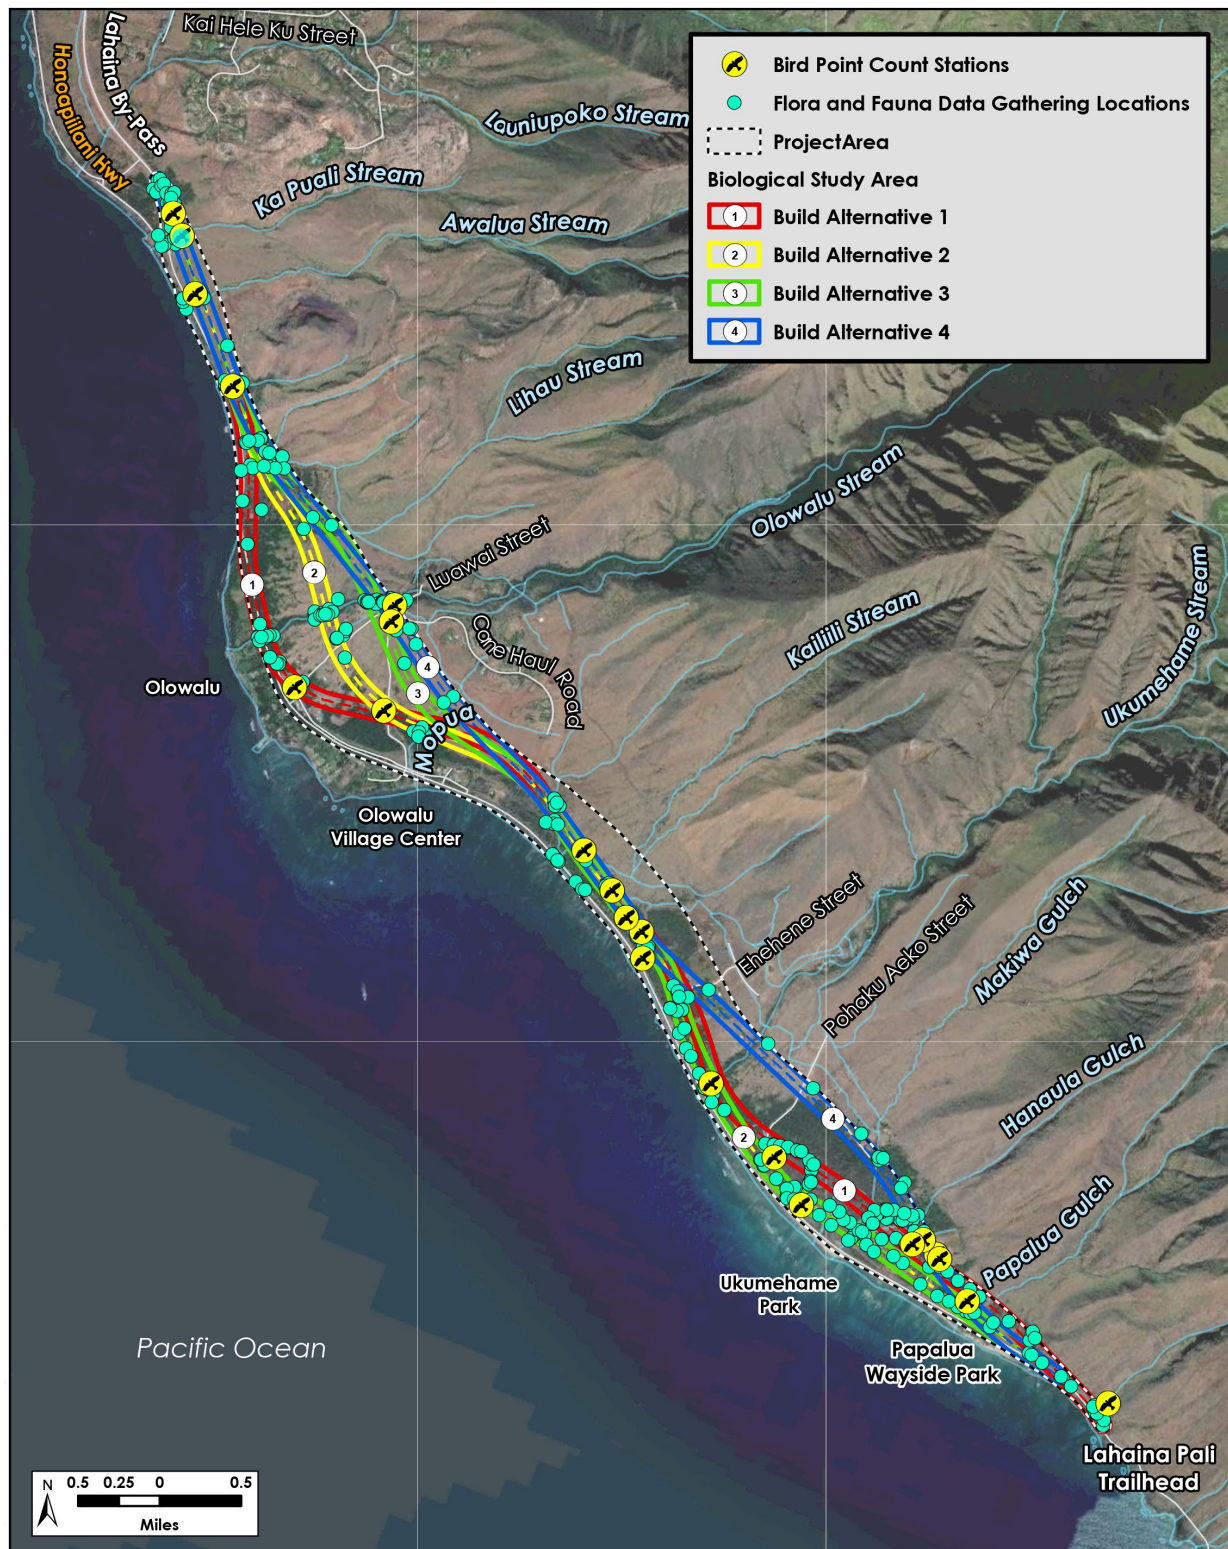 Kai Hele Ku Street
Lahaina By-Pass
Honoapiilani Hwy
Bird Point Count Stations
Flora and Fauna Data Gathering Locations
ProjectArea
Biological Study Area
1 Build Alternative 1
2 Build Alternative 2
3 Build Alternative 3
4 Build Alternative 4
Launiupoko Stream
Ka Puali Stream
Awalua Stream
Lihau Stream
Olowalu Stream
Luawai Street
Kailiili Stream
Ukumehame Stream
Cane Haul Road
1
2
4
3
Olowalu
Mopua
Olowalu
Village Center
Ehehene Street
Pohaku Aeko Street
Makiwa Gulch
Hanaula Gulch
4
2
1
Papalua Gulch
Ukumehame
Park
Pacific Ocean
Papalua
Wayside Park
Lahaina Pali
Trailhead
N
0.5 0.25 0 0.5
Miles